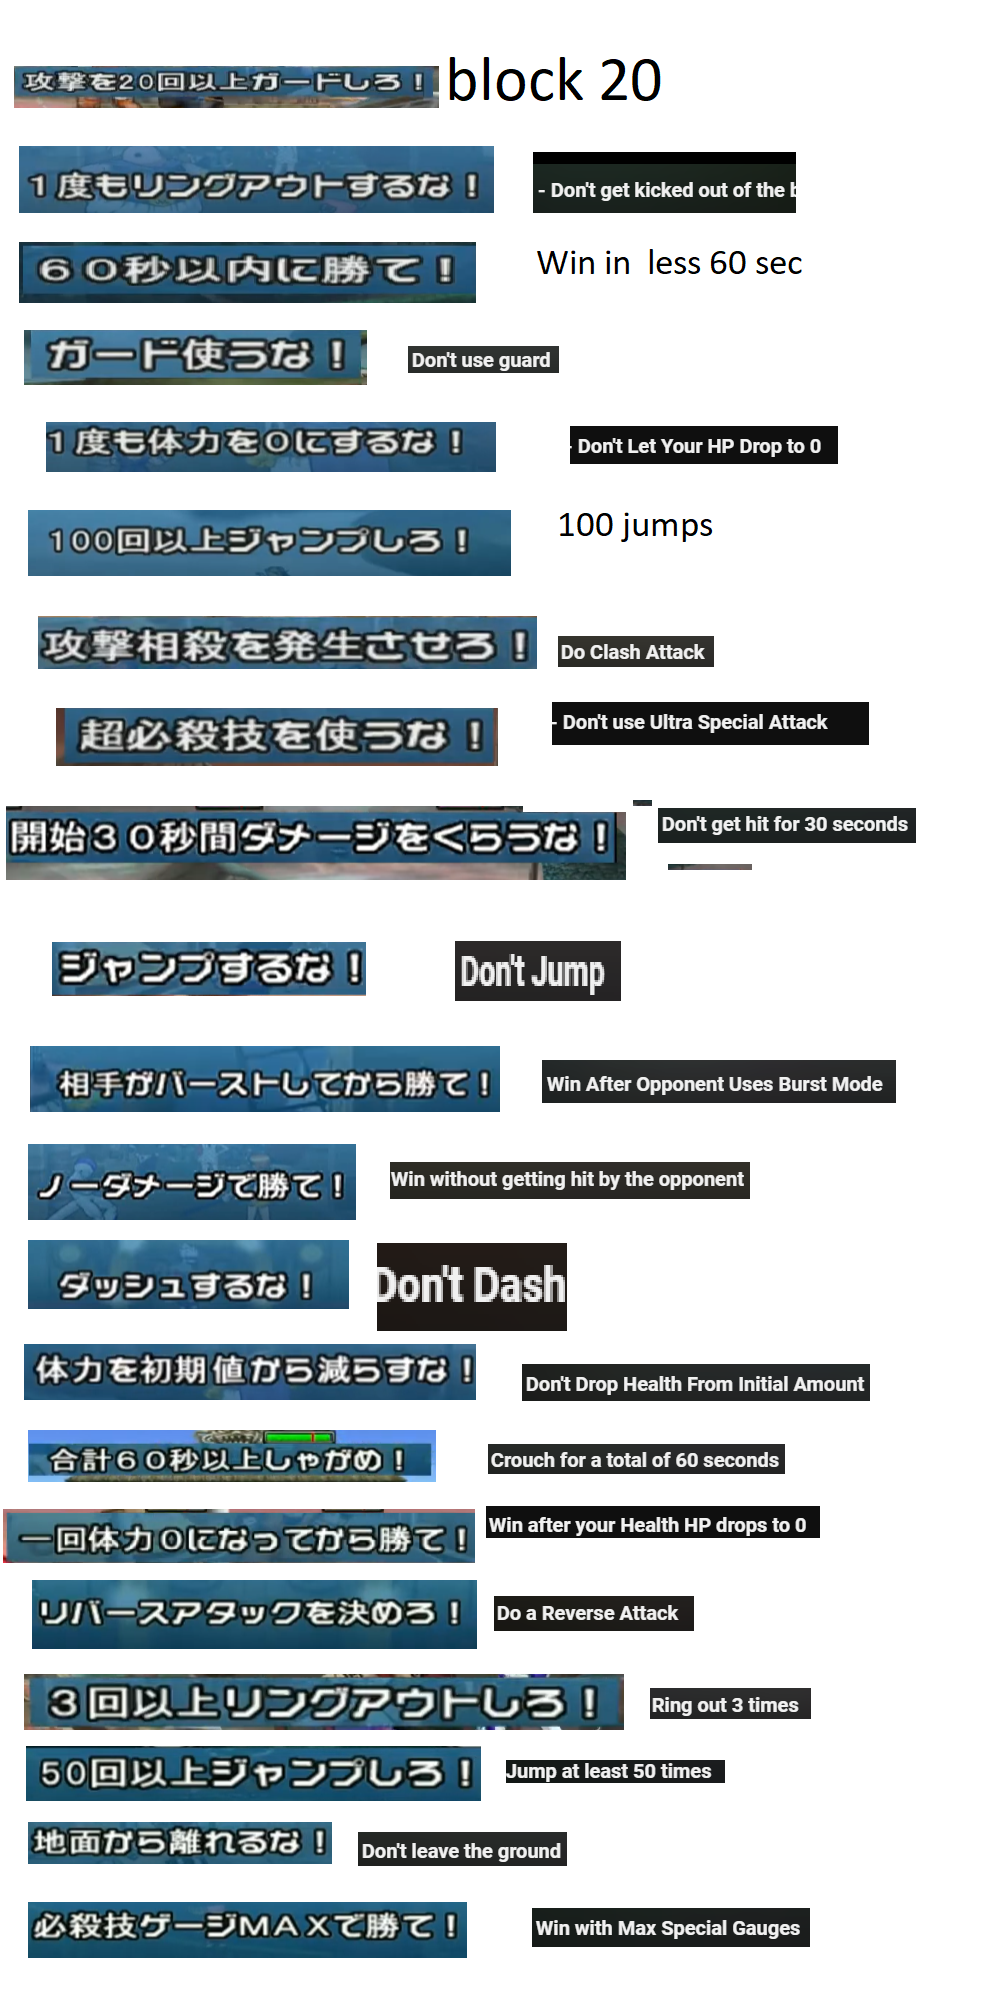 攻撃を20回以上ガードしろ! block 20
1度もリングアウトするな! - Don't get kicked out of the b
60秒以内に勝て! Win in less 60 sec
ガード使うな! Don't use guard
1度も体力を0にするな! - Don't Let Your HP Drop to 0
100回以上ジャンプしろ! 100 jumps
攻撃相殺を発生させろ! Do Clash Attack
超必殺技を使うな! - Don't use Ultra Special Attack
開始30秒間ダメージをくらうな! Don't get hit for 30 seconds
ジャンプするな! Don't Jump
相手がバーストしてから勝て! Win After Opponent Uses Burst Mode
ノーダメージで勝て! Win without getting hit by the opponent
ダッシュするな! Don't Dash
体力を初期値から減らすな! Don't Drop Health From Initial Amount
合計60秒以上しゃがめ! Crouch for a total of 60 seconds
一回体力0になってから勝て! Win after your Health HP drops to 0
リバースアタックを決めろ! Do a Reverse Attack
3回以上リングアウトしろ! Ring out 3 times
50回以上ジャンプしろ! Jump at least 50 times
地面から離れるな! Don't leave the ground
必殺技ゲージMAXで勝て! Win with Max Special Gauges